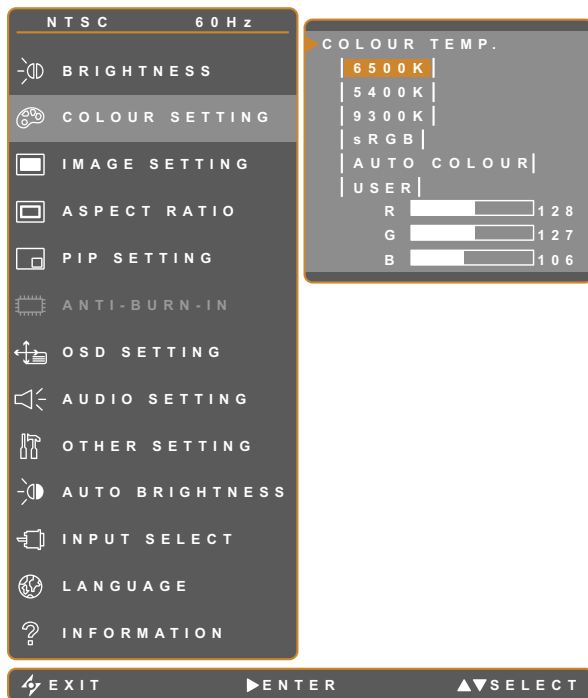 NTSC 60Hz
BRIGHTNESS
COLOUR SETTING
IMAGE SETTING
ASPECT RATIO
PIP SETTING
ANTI-BURN-IN
OSD SETTING
AUDIO SETTING
OTHER SETTING
AUTO BRIGHTNESS
INPUT SELECT
LANGUAGE
INFORMATION
COLOUR TEMP.
6500K
5400K
9300K
sRGB
AUTO COLOUR
USER
R 128
G 127
B 106
EXIT ENTER SELECT